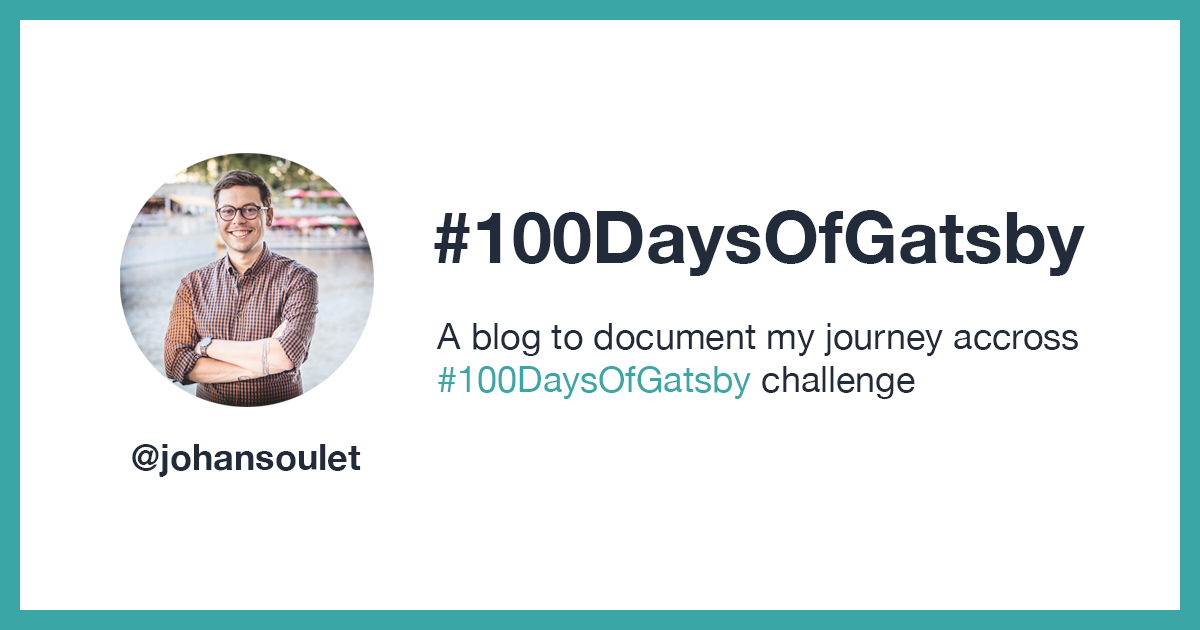 #100DaysOfGatsby
A blog to document my journey accross
#100DaysOfGatsby challenge
@johansoulet